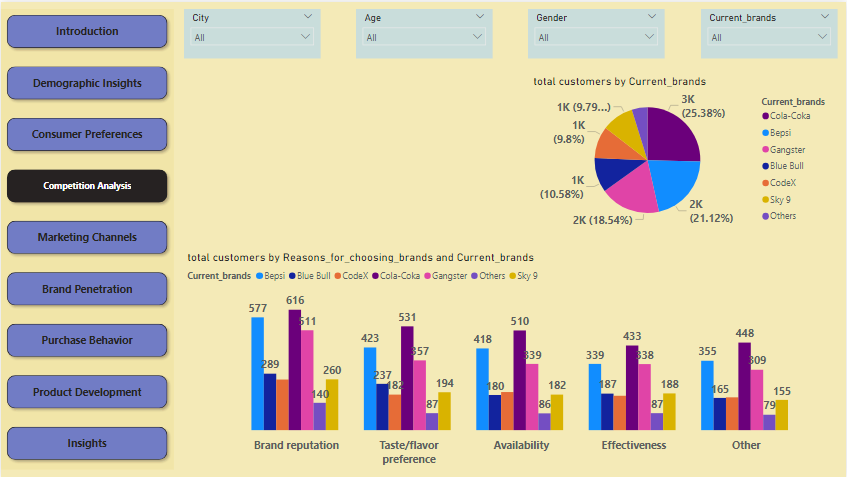 Introduction
Demographic Insights
Consumer Preferences
Competition Analysis
Marketing Channels
Brand Penetration
Purchase Behavior
Product Development
Insights
City
All
Age
All
Gender
All
Current_brands
All
total customers by Current_brands
3K
(25.38%)
2K
(21.12%)
2K (18.54%)
1K
(10.58%)
1K
(9.8%)
1K (9.79...)
Current_brands
Cola-Coka
Bepsi
Gangster
Blue Bull
CodeX
Sky 9
Others
total customers by Reasons_for_choosing_brands and Current_brands
Current_brands Bepsi Blue Bull CodeX Cola-Coka Gangster Others Sky 9
577 289 616 511 140 260
423 237 182 531 357 87 194
418 180 510 339 86 182
339 187 433 338 87 188
355 165 448 309 79 155
Brand reputation
Taste/flavor
preference
Availability
Effectiveness
Other